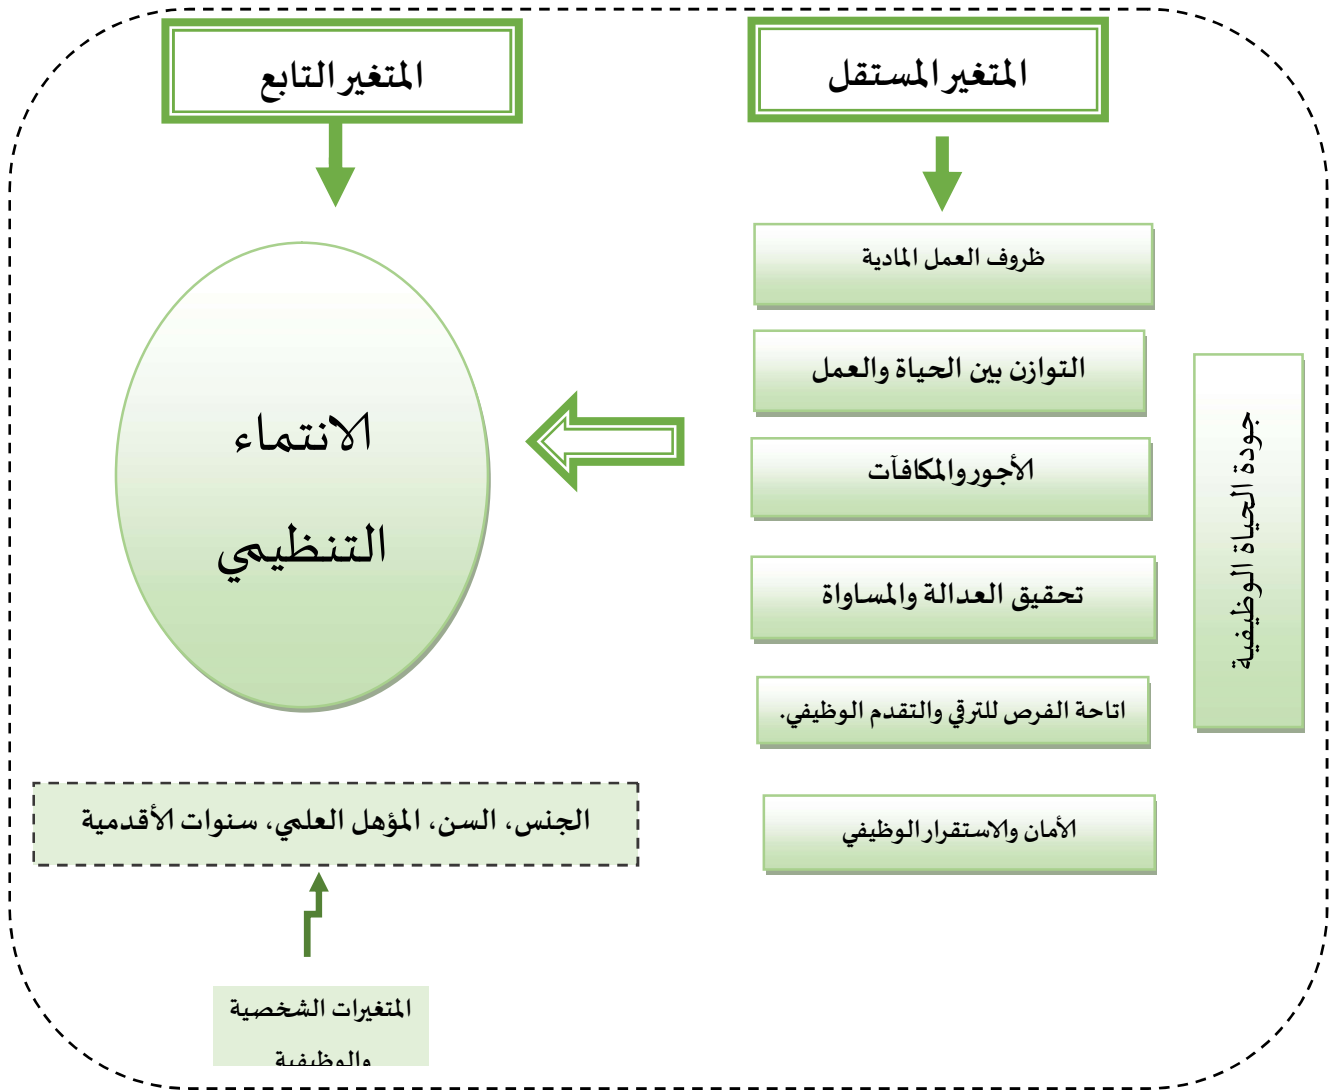 المتغير المستقل
المتغير التابع
ظروف العمل المادية
التوازن بين الحياة والعمل
الأجور والمكافآت
تحقيق العدالة والمساواة
اتاحة الفرص للترقي والتقدم الوظيفي.
الأمان والاستقرار الوظيفي
جودة الحياة الوظيفية
الانتماء
التنظيمي
الجنس، السن، المؤهل العلمي، سنوات الأقدمية
المتغيرات الشخصية
والوظيفية